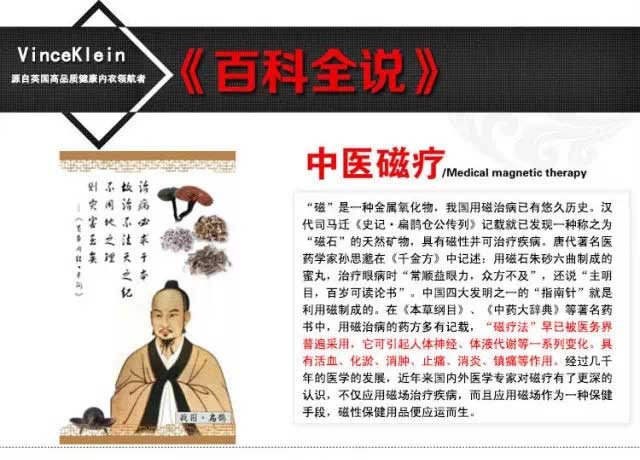 VinceKlein
源自英国高品质健康内衣领航者
《百科全说》
中医磁疗/Medical magnetic therapy
治病必求于本
故治不法天之纪
不用地之理
则灾害至矣
战国·扁鹊
“磁”是一种金属氧化物，我国用磁治病已有悠久历史。汉
代司马迁《史记·扁鹊仓公传列》记载就已发现一种称之为
“磁石”的天然矿物，具有磁性并可治疗疾病。唐代著名医
药学家孙思邈在《千金方》中记述：用磁石朱砂六曲制成的
蜜丸，治疗眼病时“常顺益眼力，众方不及”，还说“主明
目，百岁可读论书”。中国四大发明之一的“指南针”就是
利用磁制成的。在《本草纲目》、《中药大辞典》等著名药
书中，用磁治病的药方多有记载，“磁疗法”早已被医务界
普遍采用，它可引起人体神经、体液代谢等一系列变化。具
有活血、化淤、消肿、止痛、消炎、镇痛等作用。经过几千
年的医学的发展，近年来国内外医学专家对磁疗有了更深的
认识，不仅应用磁场治疗疾病，而且应用磁场作为一种保健
手段，磁性保健用品便应运而生。